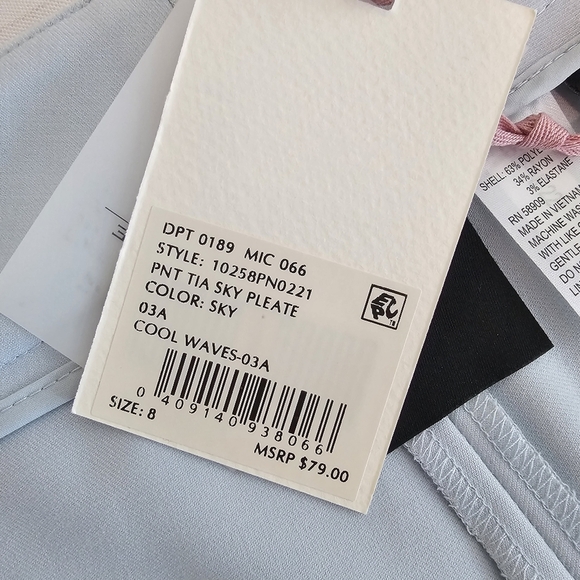 DPT 0189 MIC 066
STYLE: 10258PN0221
PNT TIA SKY PLEATE
COLOR: SKY
03A
COOL WAVES-03A
0 409140 938066
SIZE: 8
MSRP $79.00
SHELL: 63%
34% RAYON
3% ELASTANE
RN 58909
MADE IN VIETNAM
MACHINE WAS
WITH LIKE
GENTL
DO